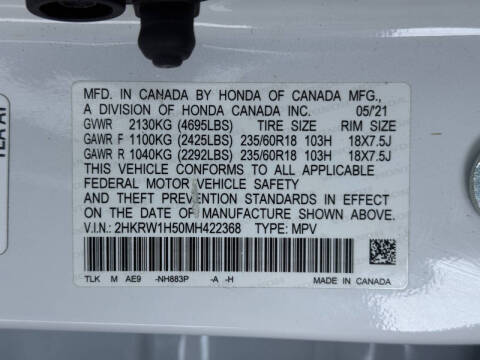 MFD. IN CANADA BY HONDA OF CANADA MFG.,
A DIVISION OF HONDA CANADA INC. 05/21
GVWR 2130KG (4695LBS) TIRE SIZE RIM SIZE
GAWR F 1100KG (2425LBS) 235/60R18 103H 18X7.5J
GAWR R 1040KG (2292LBS) 235/60R18 103H 18X7.5J
THIS VEHICLE CONFORMS TO ALL APPLICABLE
FEDERAL MOTOR VEHICLE SAFETY
AND THEFT PREVENTION STANDARDS IN EFFECT
ON THE DATE OF MANUFACTURE SHOWN ABOVE.
V.I.N.: 2HKRW1H50MH422368 TYPE: MPV
TLK M AE9 -NH883P -A -H MADE IN CANADA